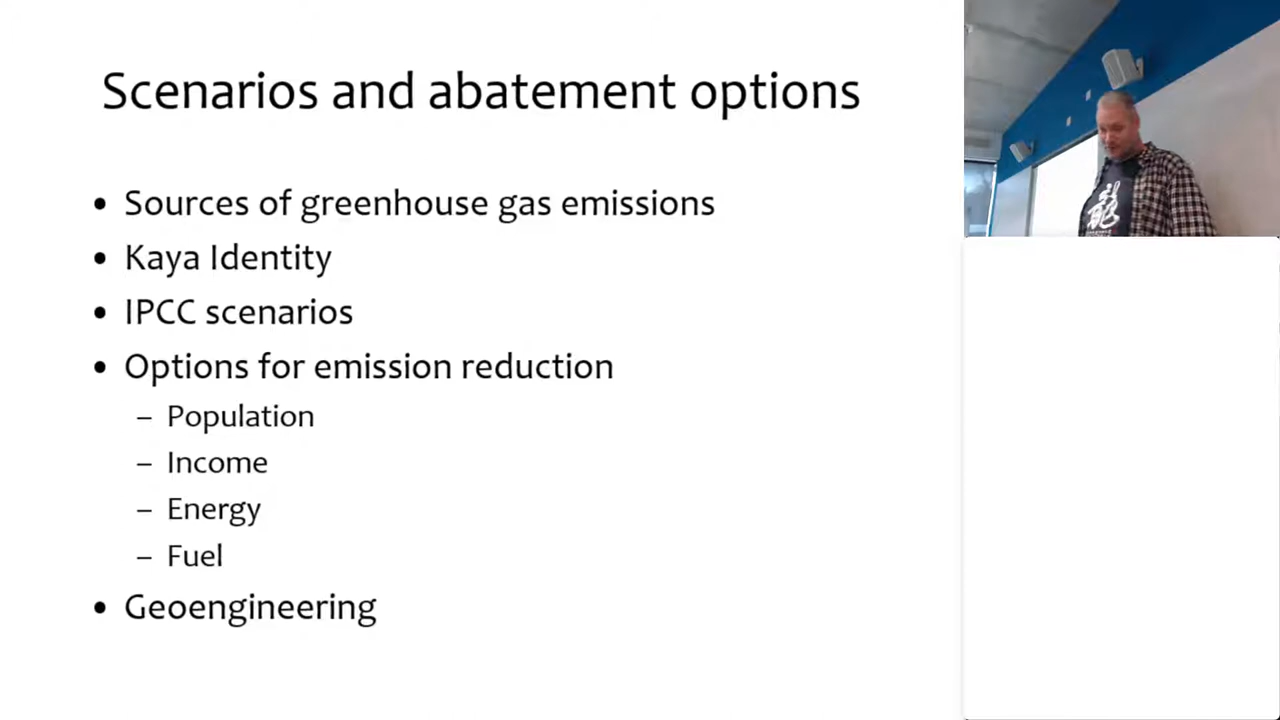 Scenarios and abatement options
• Sources of greenhouse gas emissions
• Kaya Identity
• IPCC scenarios
• Options for emission reduction
– Population
– Income
– Energy
– Fuel
• Geoengineering